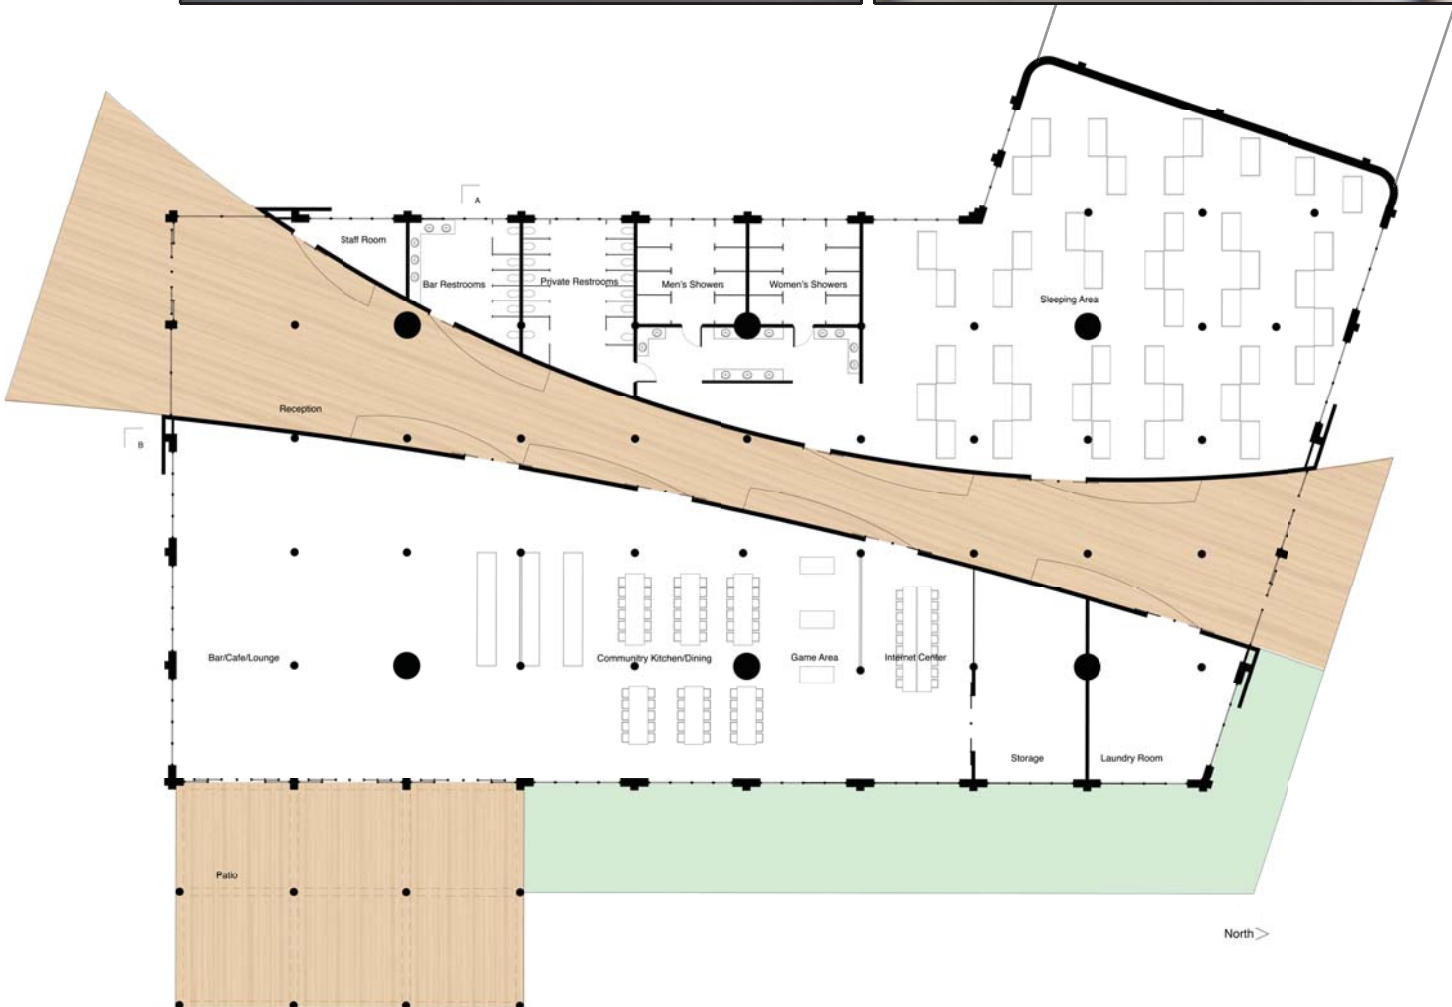 A
Staff Room
Bar Restrooms
Private Restrooms
Men's Showers
Women's Showers
Sleeping Area
Reception
B
Bar/Cafe/Lounge
Communitry Kitchen/Dining
Game Area
Internet Center
Storage
Laundry Room
Patio
North